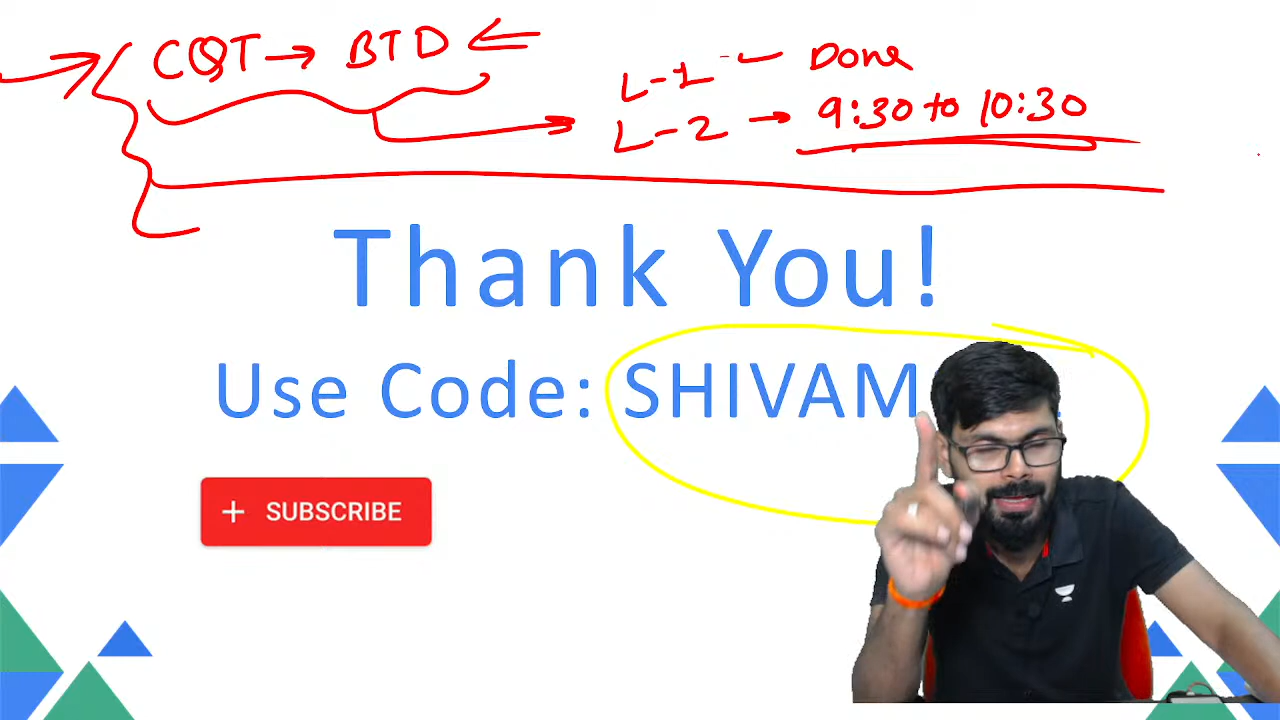 CQT → BTD ←
L-1 - Done
L-2 → 9:30 to 10:30
Thank You!
Use Code: SHIVAM
+ SUBSCRIBE